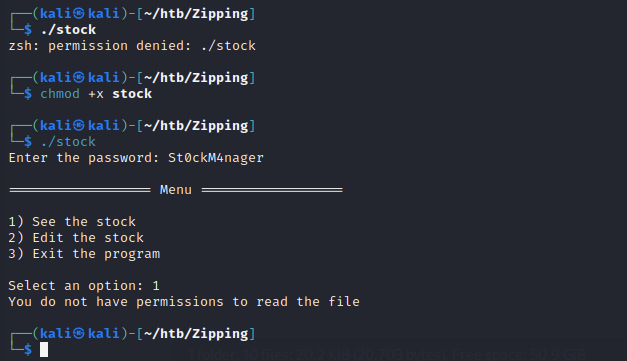 ┌──(kali㉿kali)-[~/htb/Zipping]
└─$ ./stock
zsh: permission denied: ./stock
┌──(kali㉿kali)-[~/htb/Zipping]
└─$ chmod +x stock
┌──(kali㉿kali)-[~/htb/Zipping]
└─$ ./stock
Enter the password: St0ckM4nager
================== Menu ==================
1) See the stock
2) Edit the stock
3) Exit the program
Select an option: 1
You do not have permissions to read the file
┌──(kali㉿kali)-[~/htb/Zipping]
└─$